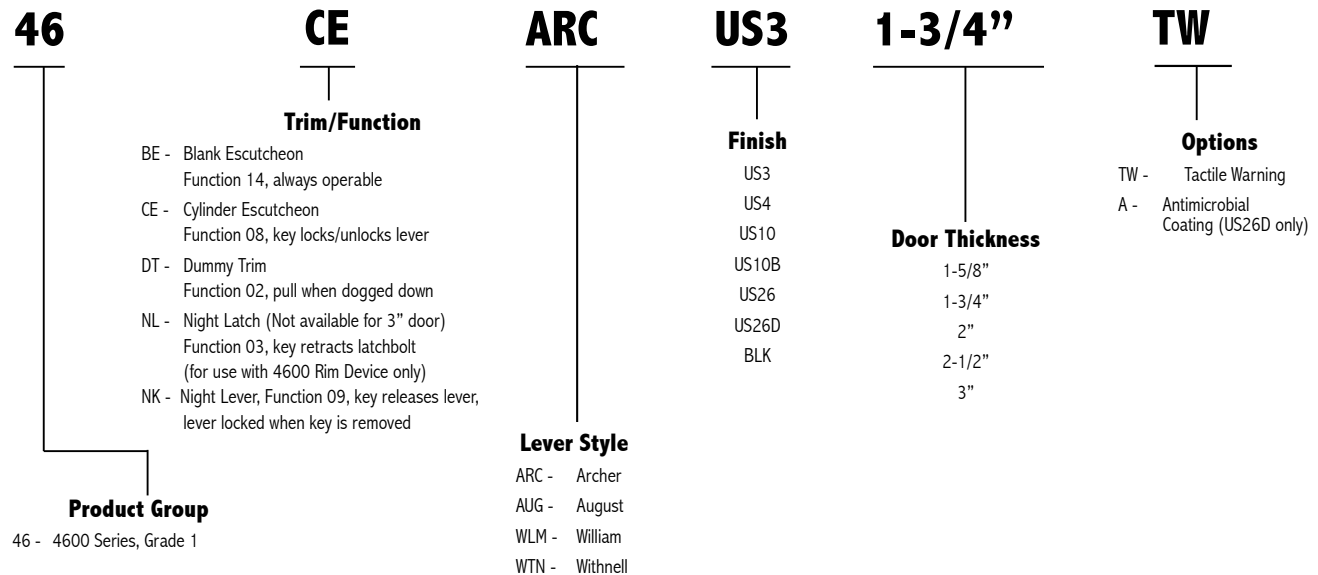 46 CE ARC US3 1-3/4” TW
Trim/Function
BE - Blank Escutcheon
Function 14, always operable
CE - Cylinder Escutcheon
Function 08, key locks/unlocks lever
DT - Dummy Trim
Function 02, pull when dogged down
NL - Night Latch (Not available for 3” door)
Function 03, key retracts latchbolt
(for use with 4600 Rim Device only)
NK - Night Lever, Function 09, key releases lever,
lever locked when key is removed
Product Group
46 - 4600 Series, Grade 1
Lever Style
ARC - Archer
AUG - August
WLM - William
WTN - Withnell
Finish
US3
US4
US10
US10B
US26
US26D
BLK
Door Thickness
1-5/8”
1-3/4”
2”
2-1/2”
3”
Options
TW - Tactile Warning
A - Antimicrobial
Coating (US26D only)